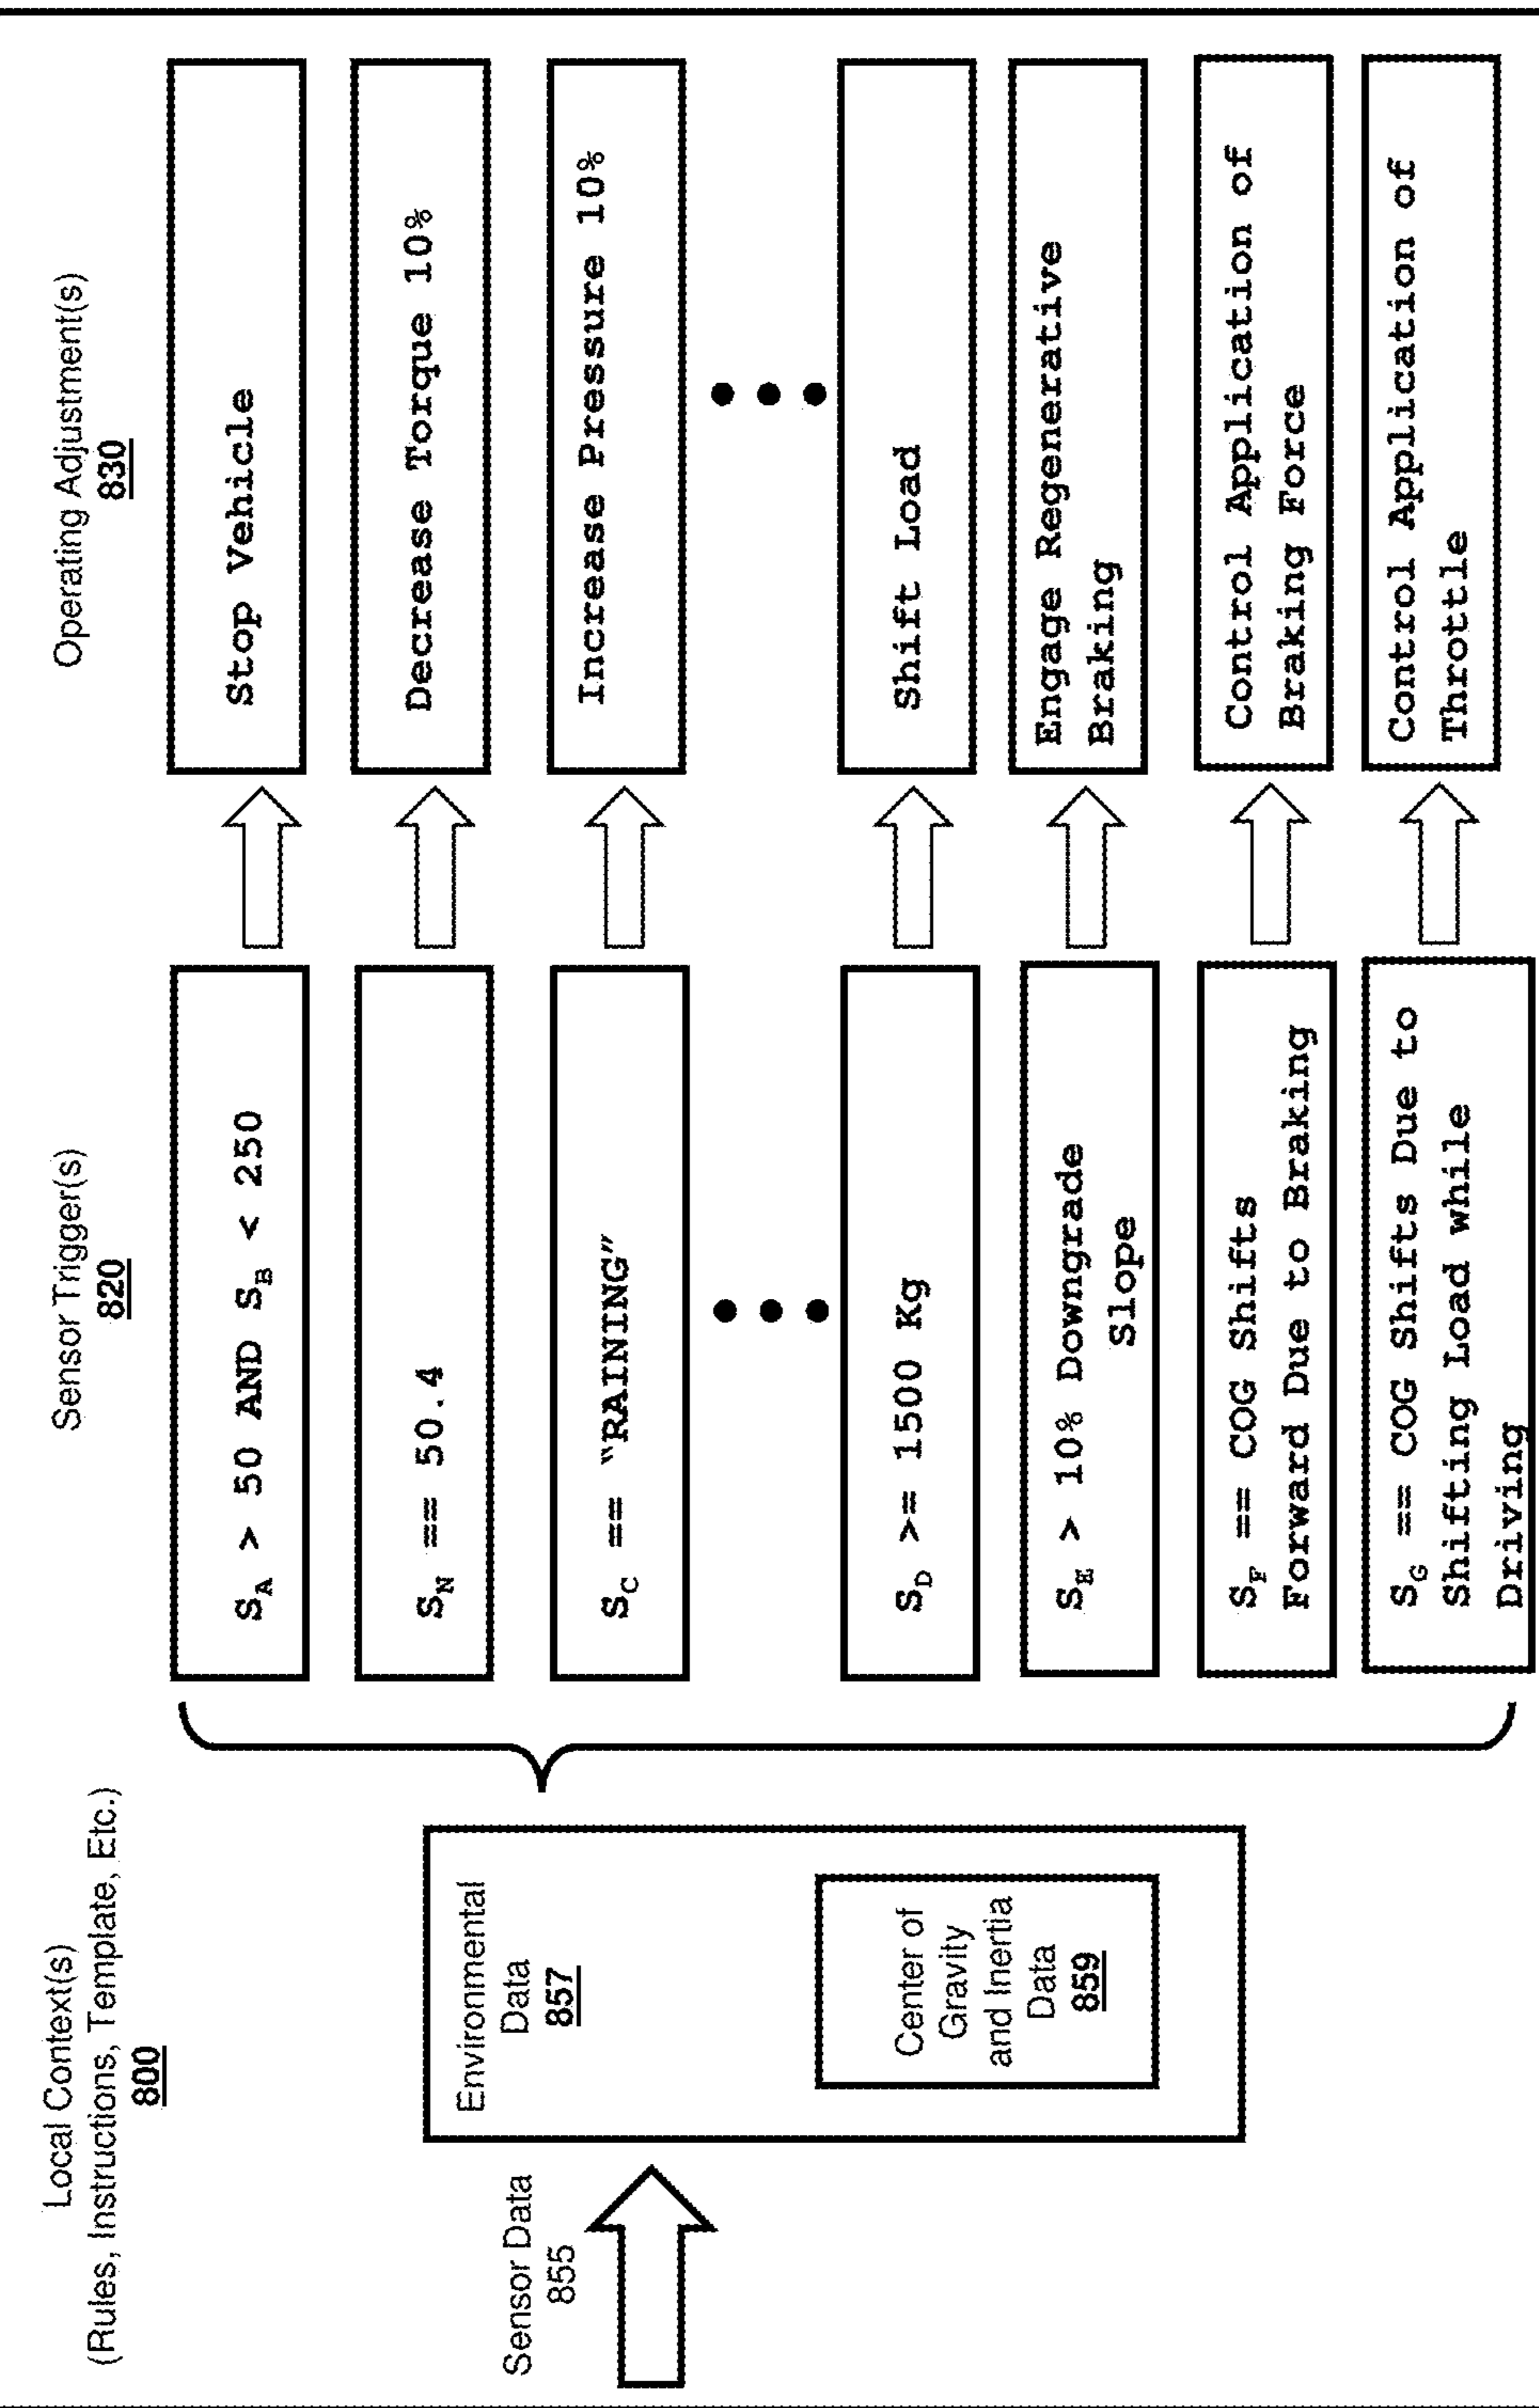 Local Context(s)
(Rules, Instructions, Template, Etc.)
800
Sensor Data
855
Environmental
Data
857
Center of
Gravity
and Inertia
Data
859
Sensor Trigger(s)
820
S_A > 50 AND S_B < 250
S_N == 50.4
S_C == “RAINING”
S_D >= 1500 Kg
S_E > 10% Downgrade
Slope
S_F == COG Shifts
Forward Due to Braking
S_G == COG Shifts Due to
Shifting Load while
Driving
Operating Adjustment(s)
830
Stop Vehicle
Decrease Torque 10%
Increase Pressure 10%
Shift Load
Engage Regenerative
Braking
Control Application of
Braking Force
Control Application of
Throttle